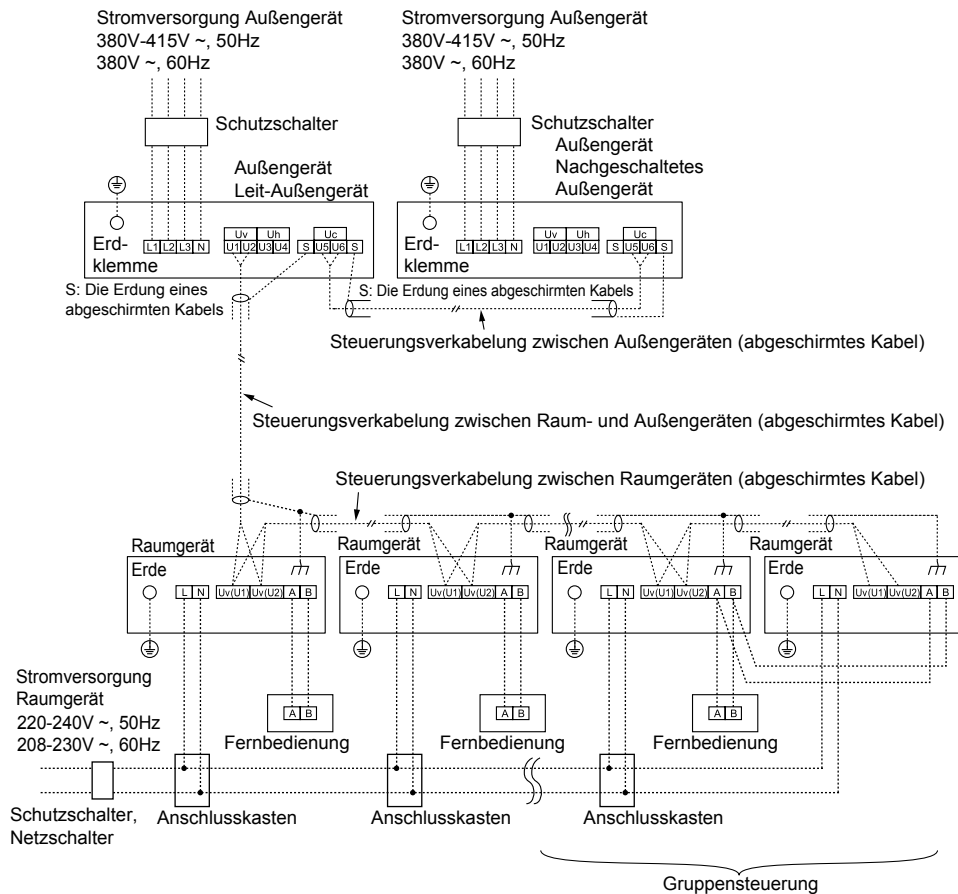 Stromversorgung Außengerät
380V-415V ~, 50Hz
380V ~, 60Hz
Stromversorgung Außengerät
380V-415V ~, 50Hz
380V ~, 60Hz
Schutzschalter
Schutzschalter
Außengerät
Leit-Außengerät
Außengerät
Nachgeschaltetes
Außengerät
Erd-
klemme
L1 L2 L3 N
Uv Uh
U1 U2 U3 U4
Uc
S U5 U6 S
Erd-
klemme
L1 L2 L3 N
Uv Uh
U1 U2 U3 U4
Uc
S U5 U6 S
S: Die Erdung eines
abgeschirmten Kabels
S: Die Erdung eines abgeschirmten Kabels
Steuerungsverkabelung zwischen Außengeräten (abgeschirmtes Kabel)
Steuerungsverkabelung zwischen Raum- und Außengeräten (abgeschirmtes Kabel)
Steuerungsverkabelung zwischen Raumgeräten (abgeschirmtes Kabel)
Raumgerät
Erde
L N Uv(U1) Uv(U2) A B
Raumgerät
Erde
L N Uv(U1) Uv(U2) A B
Raumgerät
Erde
L N Uv(U1) Uv(U2) A B
Raumgerät
Erde
L N Uv(U1) Uv(U2) A B
Stromversorgung
Raumgerät
220-240V ~, 50Hz
208-230V ~, 60Hz
A B
Fernbedienung
A B
Fernbedienung
A B
Fernbedienung
Schutzschalter,
Netzschalter
Anschlusskasten
Anschlusskasten
Anschlusskasten
Gruppensteuerung